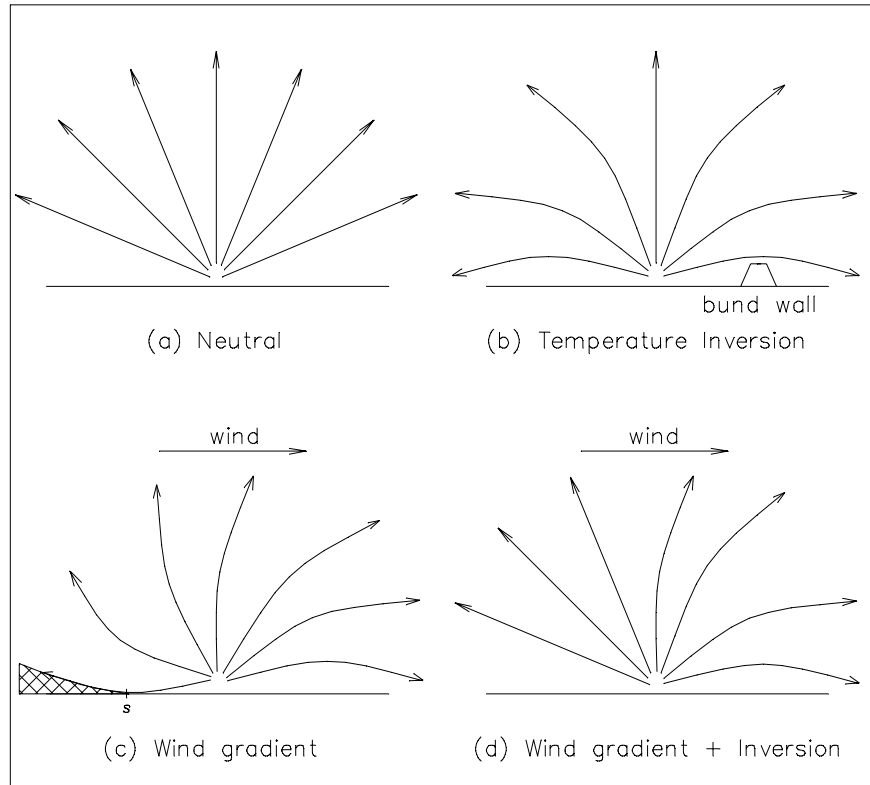 bund wall
(a) Neutral
(b) Temperature Inversion
wind
wind
s
(c) Wind gradient
(d) Wind gradient + Inversion